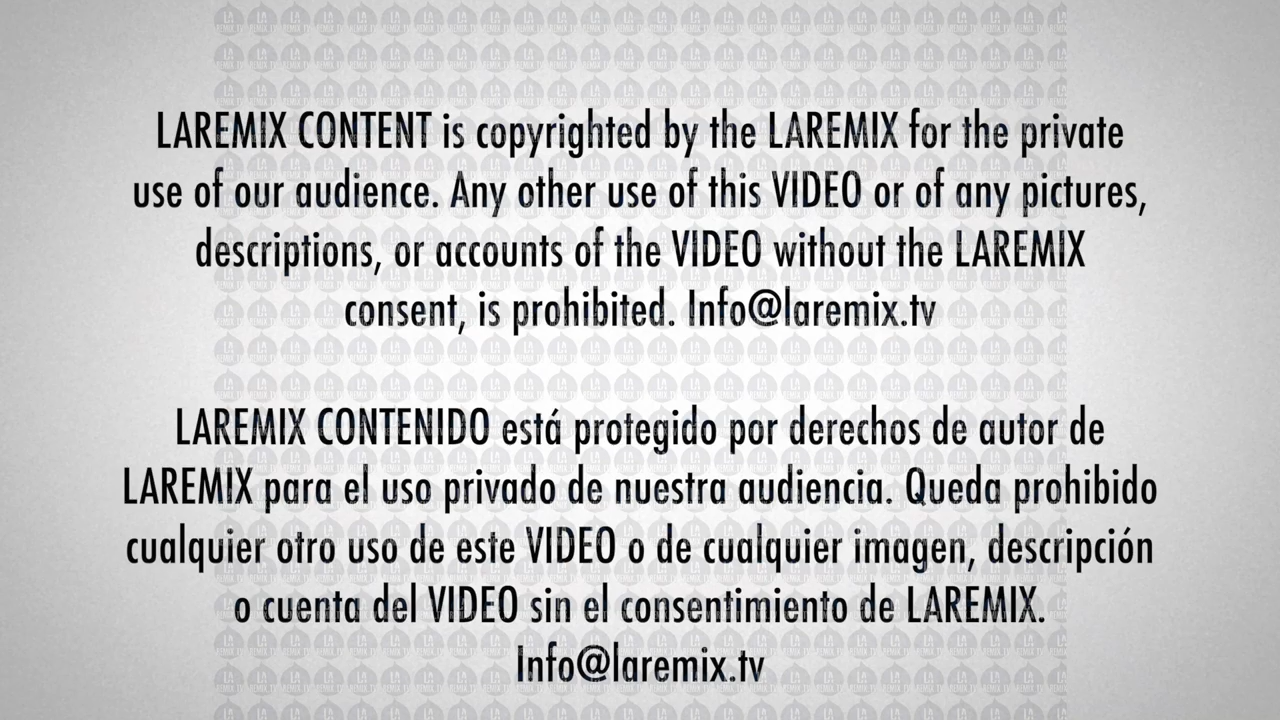 LAREMIX CONTENT is copyrighted by the LAREMIX for the private
use of our audience. Any other use of this VIDEO or of any pictures,
descriptions, or accounts of the VIDEO without the LAREMIX
consent, is prohibited. Info@laremix.tv
LAREMIX CONTENIDO está protegido por derechos de autor de
LAREMIX para el uso privado de nuestra audiencia. Queda prohibido
cualquier otro uso de este VIDEO o de cualquier imagen, descripción
o cuenta del VIDEO sin el consentimiento de LAREMIX.
Info@laremix.tv